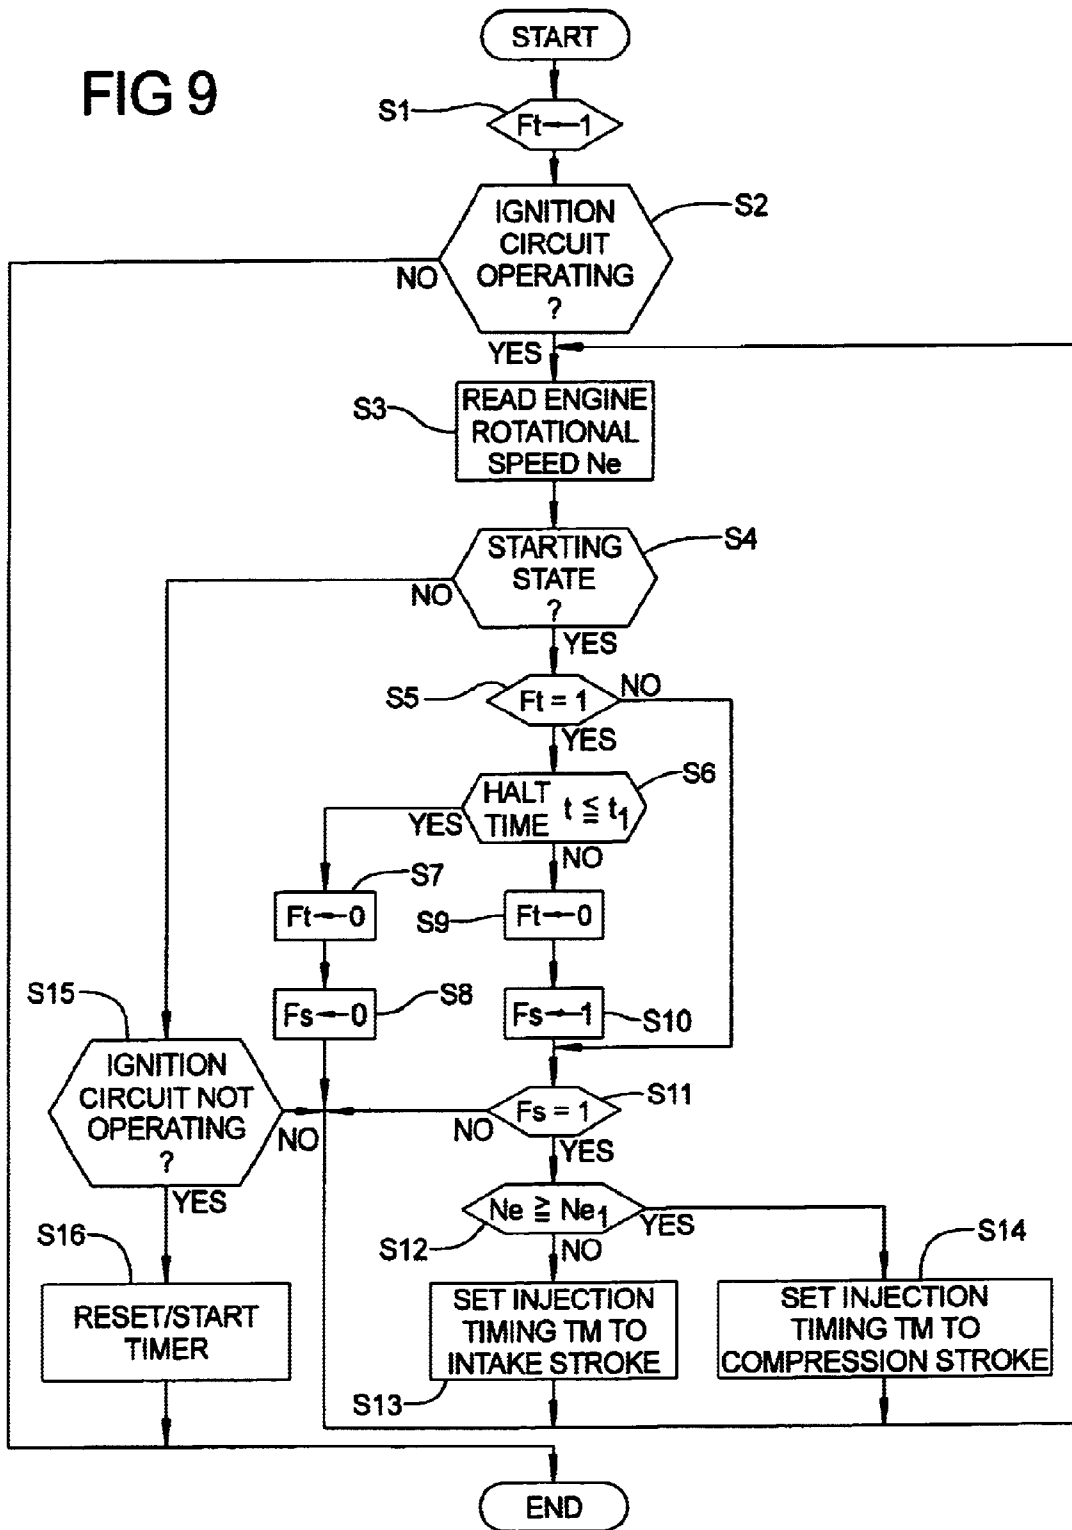 START
FIG 9
S1
Ft←1
IGNITION
CIRCUIT
OPERATING
?
S2
NO
YES
READ ENGINE
ROTATIONAL
SPEED Ne
S3
STARTING
STATE
?
S4
NO
YES
S5
Ft = 1
NO
YES
HALT
TIME
t ≦ t1
S6
YES
NO
S7
Ft←0
S9
Ft←0
S8
Fs←0
Fs←1
S10
S15
IGNITION
CIRCUIT NOT
OPERATING
?
NO
YES
Fs = 1
S11
NO
YES
Ne ≧ Ne1
S12
YES
NO
S16
RESET/START
TIMER
SET INJECTION
TIMING TM TO
INTAKE STROKE
S13
S14
SET INJECTION
TIMING TM TO
COMPRESSION STROKE
END